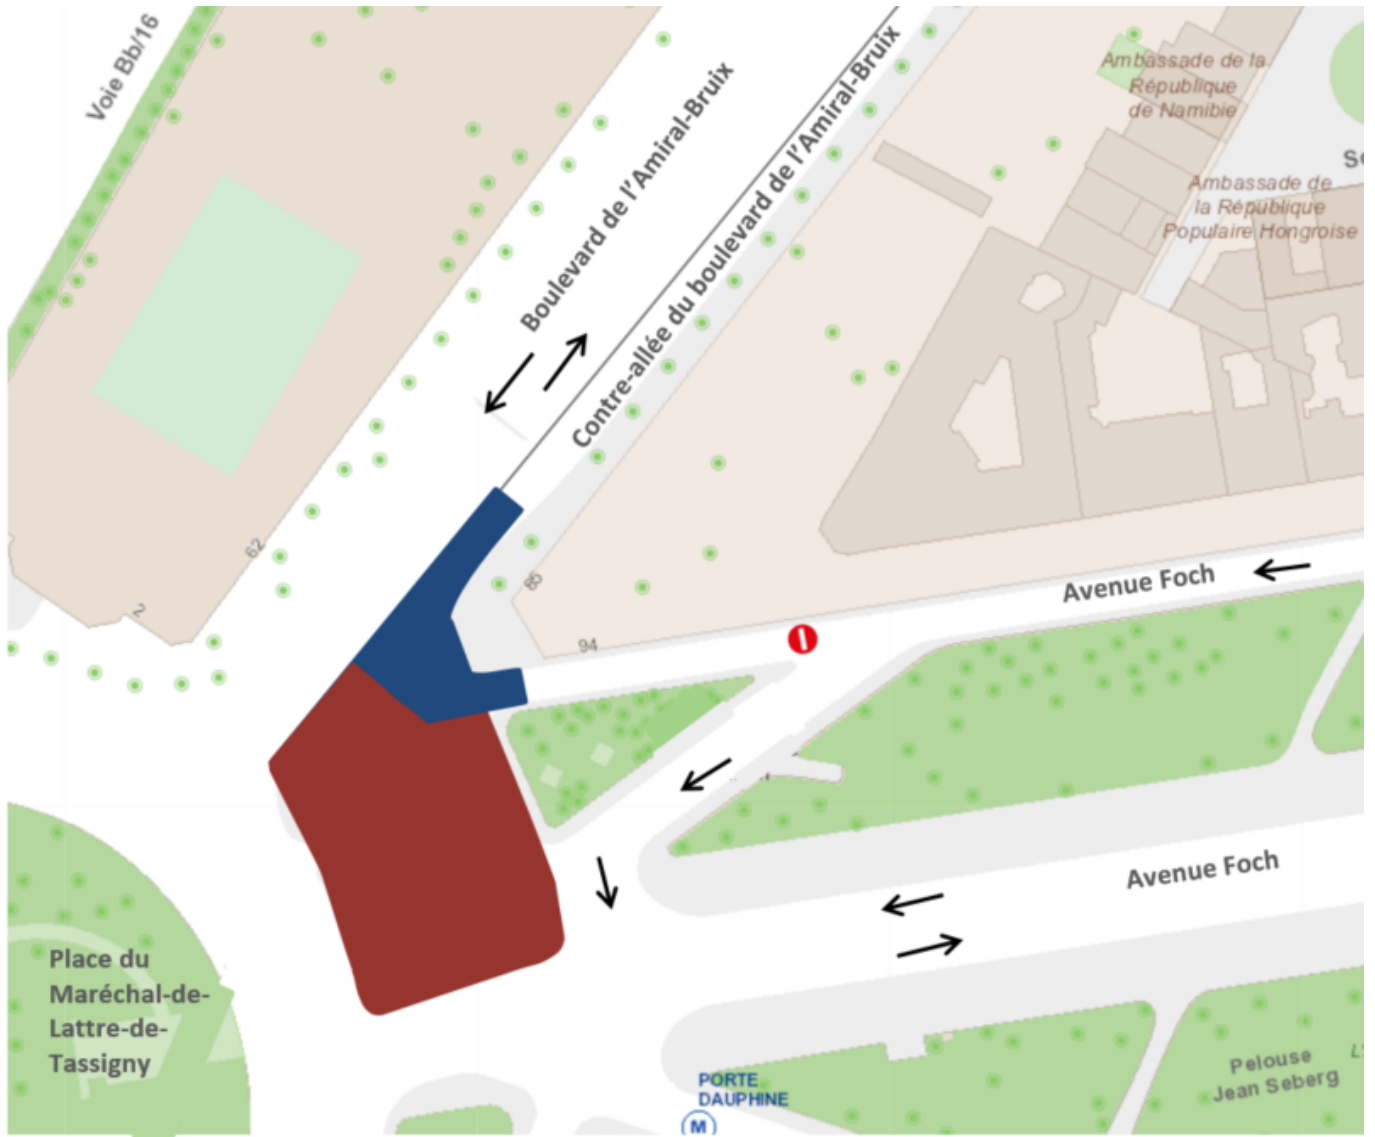 Voie Bb/16
Boulevard de l'Amiral-Bruix
Contre-allée du boulevard de l'Amiral-Bruix
Ambassade de la
République
de Namibie
Ambassade de
la République
Populaire Hongroise
62
2
85
94
Avenue Foch
Avenue Foch
Place du
Maréchal-de-
Lattre-de-
Tassigny
PORTE
DAUPHINE
M
Pelouse
Jean Seberg